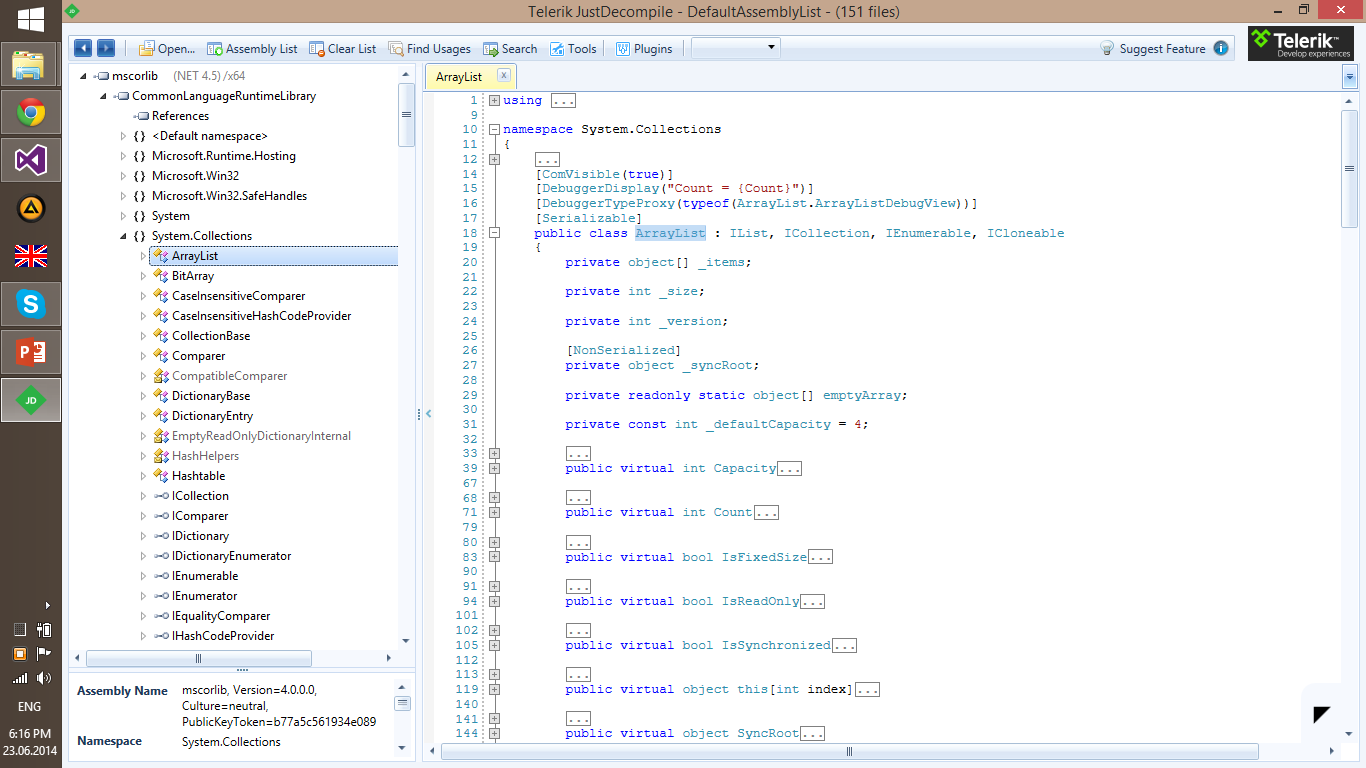 Telerik JustDecompile - DefaultAssemblyList - (151 files)
Open... Assembly List Clear List Find Usages Search Tools Plugins Suggest Feature
Telerik™
Develop experiences
mscorlib (NET 4.5) /x64
CommonLanguageRuntimeLibrary
References
{} <Default namespace>
{} Microsoft.Runtime.Hosting
{} Microsoft.Win32
{} Microsoft.Win32.SafeHandles
{} System
{} System.Collections
ArrayList
BitArray
CaseInsensitiveComparer
CaseInsensitiveHashCodeProvider
CollectionBase
Comparer
CompatibleComparer
DictionaryBase
DictionaryEntry
EmptyReadOnlyDictionaryInternal
HashHelpers
Hashtable
ICollection
IComparer
IDictionary
IDictionaryEnumerator
IEnumerable
IEnumerator
IEqualityComparer
IHashCodeProvider
Assembly Name mscorlib, Version=4.0.0.0,
Culture=neutral,
PublicKeyToken=b77a5c561934e089
Namespace System.Collections
ArrayList x
1 using ...
9
10 namespace System.Collections
11 {
12 ...
14 [ComVisible(true)]
15 [DebuggerDisplay("Count = {Count}")]
16 [DebuggerTypeProxy(typeof(ArrayList.ArrayListDebugView))]
17 [Serializable]
18 public class ArrayList : IList, ICollection, IEnumerable, ICloneable
19 {
20 private object[] _items;
21
22 private int _size;
23
24 private int _version;
25
26 [NonSerialized]
27 private object _syncRoot;
28
29 private readonly static object[] emptyArray;
30
31 private const int _defaultCapacity = 4;
32
33 ...
39 public virtual int Capacity...
67
68 ...
71 public virtual int Count...
79
80 ...
83 public virtual bool IsFixedSize...
90
91 ...
94 public virtual bool IsReadOnly...
101
102 ...
105 public virtual bool IsSynchronized...
112
113 ...
119 public virtual object this[int index]...
140
141 ...
144 public virtual object SyncRoot...
JD
S
P
JD
ENG
6:16 PM
23.06.2014